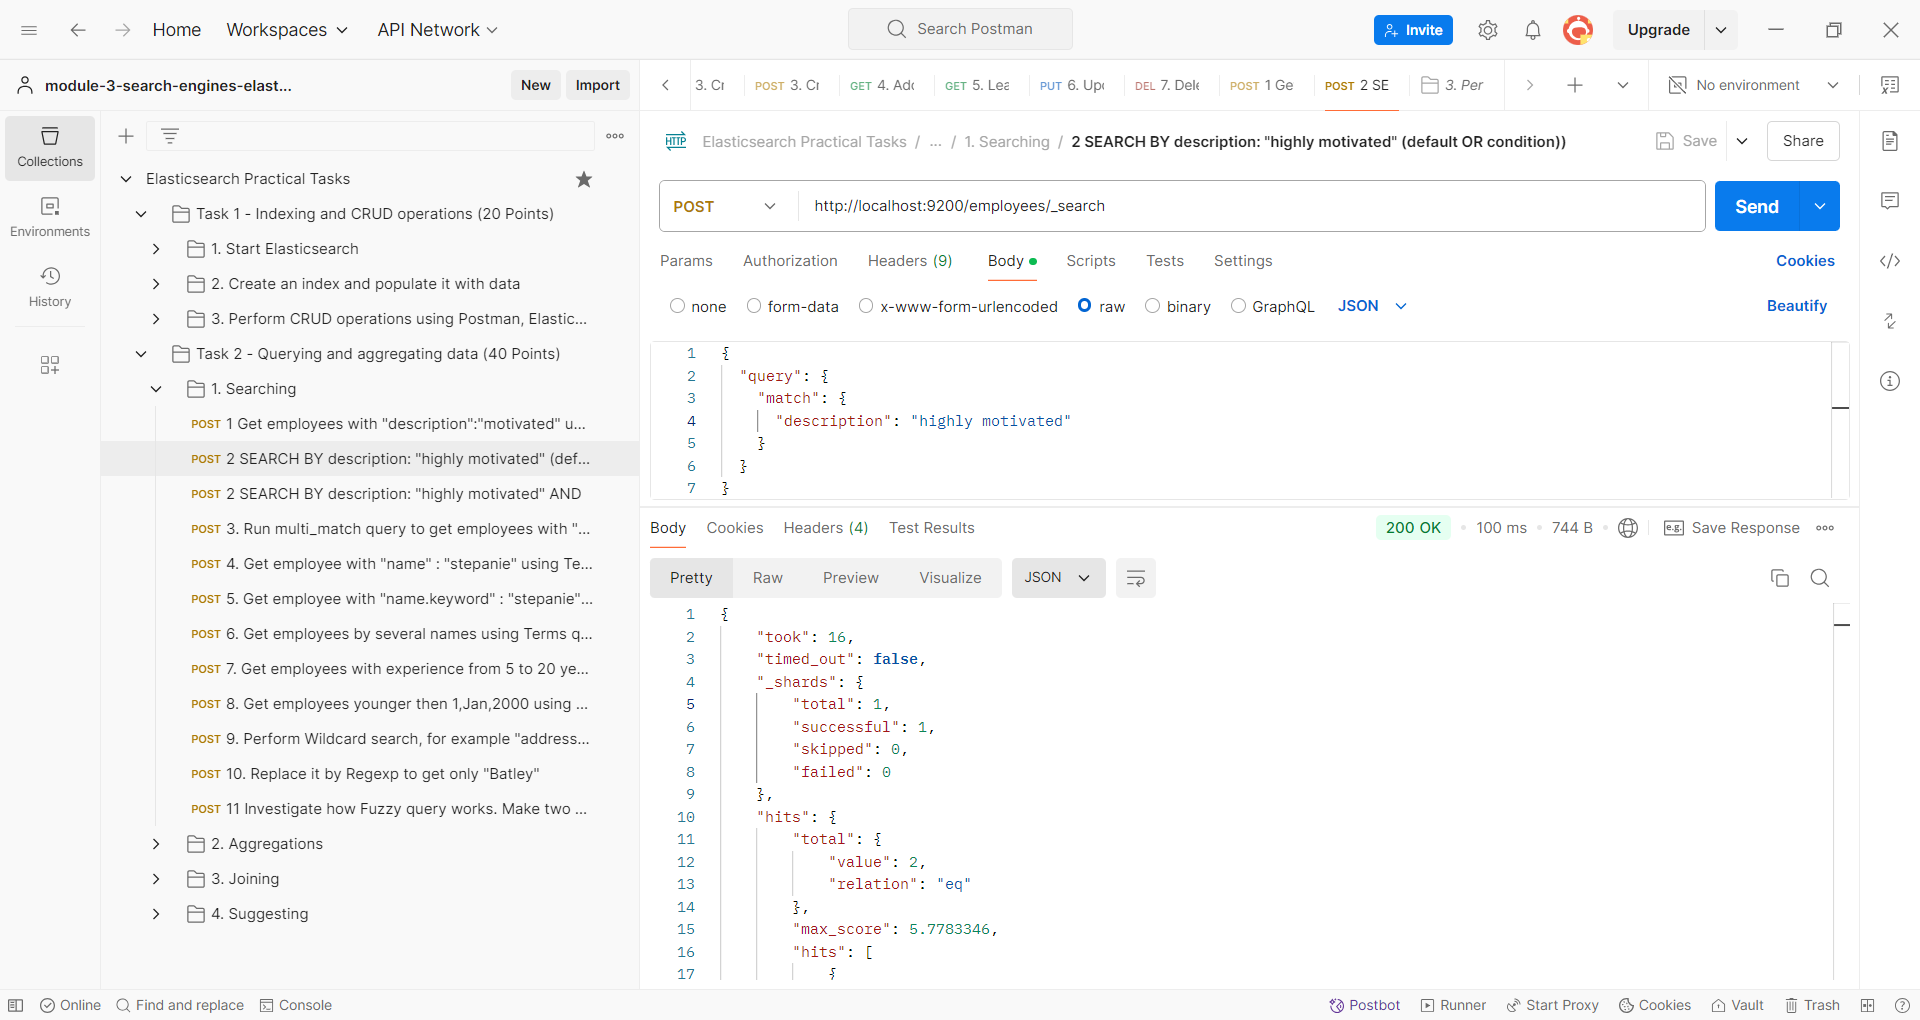 Home
Workspaces
API Network
Search Postman
Invite
Upgrade
module-3-search-engines-elast...
New
Import
3. Cr
POST 3. Cr
GET 4. Adc
GET 5. Lea
PUT 6. Upc
DEL 7. Dele
POST 1 Ge
POST 2 SE
3. Per
No environment
Collections
Environments
History
Elasticsearch Practical Tasks
Task 1 - Indexing and CRUD operations (20 Points)
1. Start Elasticsearch
2. Create an index and populate it with data
3. Perform CRUD operations using Postman, Elastic...
Task 2 - Querying and aggregating data (40 Points)
1. Searching
POST 1 Get employees with "description":"motivated" u...
POST 2 SEARCH BY description: "highly motivated" (def...
POST 2 SEARCH BY description: "highly motivated" AND
POST 3. Run multi_match query to get employees with "...
POST 4. Get employee with "name" : "stepanie" using Te...
POST 5. Get employee with "name.keyword" : "stepanie"...
POST 6. Get employees by several names using Terms q...
POST 7. Get employees with experience from 5 to 20 ye...
POST 8. Get employees younger then 1,Jan,2000 using ...
POST 9. Perform Wildcard search, for example "address...
POST 10. Replace it by Regexp to get only "Batley"
POST 11 Investigate how Fuzzy query works. Make two ...
2. Aggregations
3. Joining
4. Suggesting
HTTP Elasticsearch Practical Tasks / ... / 1. Searching / 2 SEARCH BY description: "highly motivated" (default OR condition))
Save
Share
POST http://localhost:9200/employees/_search
Send
Params Authorization Headers (9) Body Scripts Tests Settings
Cookies
none form-data x-www-form-urlencoded raw binary GraphQL JSON
Beautify
1 {
2 "query": {
3 "match": {
4 "description": "highly motivated"
5 }
6 }
7 }
Body Cookies Headers (4) Test Results
200 OK 100 ms 744 B
e.g. Save Response
Pretty Raw Preview Visualize JSON
1 {
2 "took": 16,
3 "timed_out": false,
4 "_shards": {
5 "total": 1,
6 "successful": 1,
7 "skipped": 0,
8 "failed": 0
9 },
10 "hits": {
11 "total": {
12 "value": 2,
13 "relation": "eq"
14 },
15 "max_score": 5.7783346,
16 "hits": [
17 {
Online
Find and replace
Console
Postbot
Runner
Start Proxy
Cookies
Vault
Trash